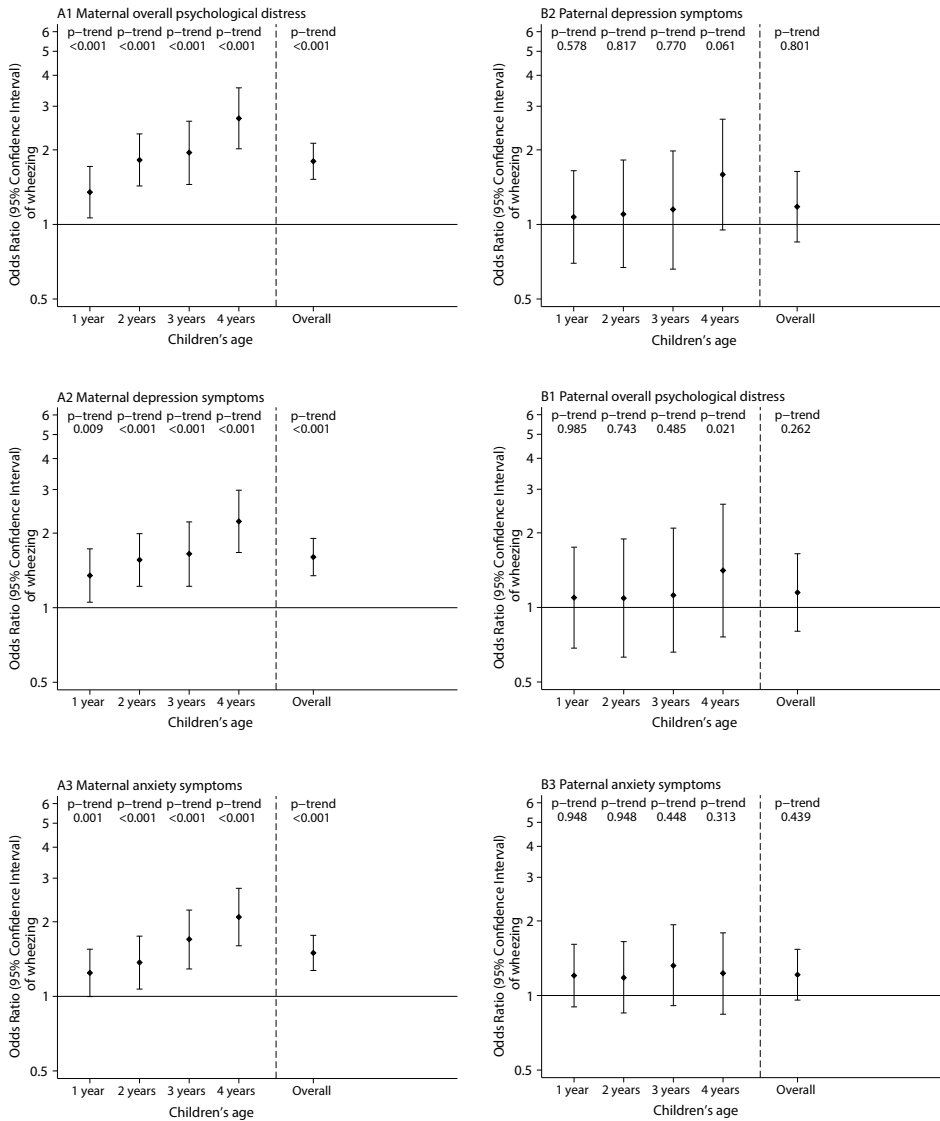 A1 Maternal overall psychological distress
p–trend p–trend p–trend p–trend p–trend
<0.001 <0.001 <0.001 <0.001 <0.001
6
5
4
3
2
1
0.5
Odds Ratio (95% Confidence Interval)
of wheezing
1 year 2 years 3 years 4 years Overall
Children's age
B2 Paternal depression symptoms
p–trend p–trend p–trend p–trend p–trend
0.578 0.817 0.770 0.061 0.801
6
5
4
3
2
1
0.5
Odds Ratio (95% Confidence Interval)
of wheezing
1 year 2 years 3 years 4 years Overall
Children's age
A2 Maternal depression symptoms
p–trend p–trend p–trend p–trend p–trend
0.009 <0.001 <0.001 <0.001 <0.001
6
5
4
3
2
1
0.5
Odds Ratio (95% Confidence Interval)
of wheezing
1 year 2 years 3 years 4 years Overall
Children's age
B1 Paternal overall psychological distress
p–trend p–trend p–trend p–trend p–trend
0.985 0.743 0.485 0.021 0.262
6
5
4
3
2
1
0.5
Odds Ratio (95% Confidence Interval)
of wheezing
1 year 2 years 3 years 4 years Overall
Children's age
A3 Maternal anxiety symptoms
p–trend p–trend p–trend p–trend p–trend
0.001 <0.001 <0.001 <0.001 <0.001
6
5
4
3
2
1
0.5
Odds Ratio (95% Confidence Interval)
of wheezing
1 year 2 years 3 years 4 years Overall
Children's age
B3 Paternal anxiety symptoms
p–trend p–trend p–trend p–trend p–trend
0.948 0.948 0.448 0.313 0.439
6
5
4
3
2
1
0.5
Odds Ratio (95% Confidence Interval)
of wheezing
1 year 2 years 3 years 4 years Overall
Children's age